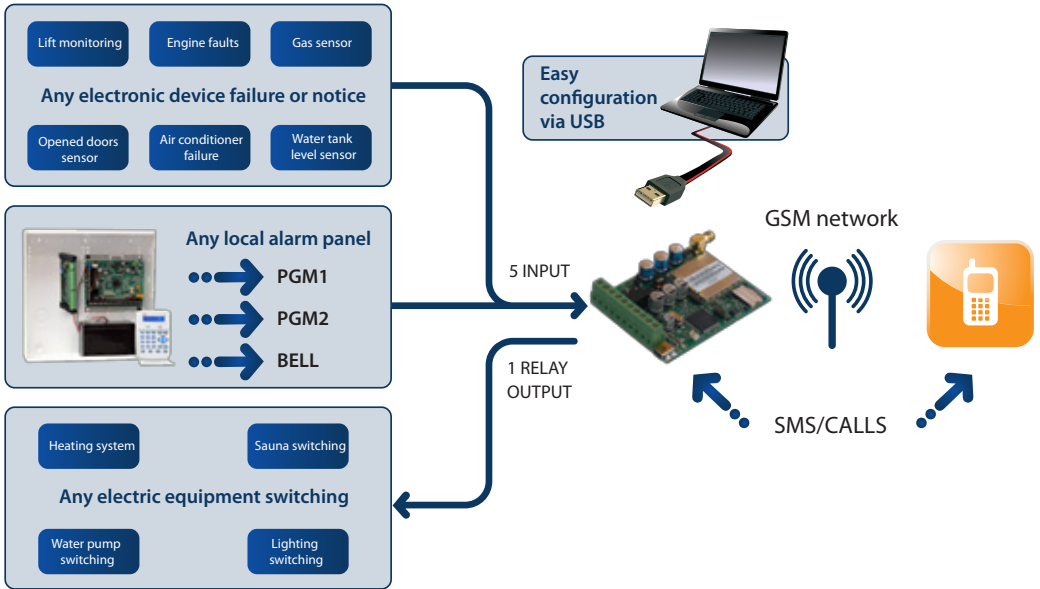 Lift monitoring
Engine faults
Gas sensor
Any electronic device failure or notice
Opened doors
sensor
Air conditioner
failure
Water tank
level sensor
Easy
configuration
via USB
Any local alarm panel
PGM1
PGM2
BELL
5 INPUT
1 RELAY
OUTPUT
GSM network
SMS/CALLS
Heating system
Sauna switching
Any electric equipment switching
Water pump
switching
Lighting
switching